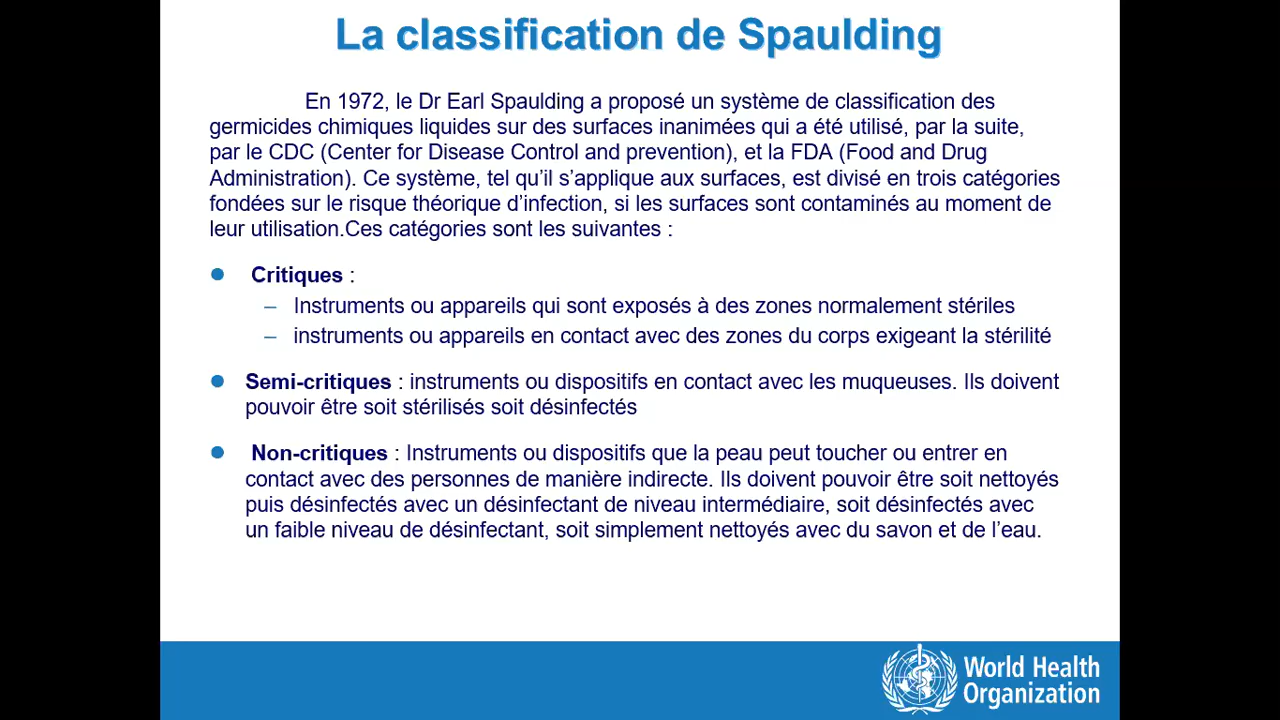 La classification de Spaulding
En 1972, le Dr Earl Spaulding a proposé un système de classification des
germicides chimiques liquides sur des surfaces inanimées qui a été utilisé, par la suite,
par le CDC (Center for Disease Control and prevention), et la FDA (Food and Drug
Administration). Ce système, tel qu'il s'applique aux surfaces, est divisé en trois catégories
fondées sur le risque théorique d'infection, si les surfaces sont contaminés au moment de
leur utilisation.Ces catégories sont les suivantes :
● Critiques :
– Instruments ou appareils qui sont exposés à des zones normalement stériles
– instruments ou appareils en contact avec des zones du corps exigeant la stérilité
● Semi-critiques : instruments ou dispositifs en contact avec les muqueuses. Ils doivent
pouvoir être soit stérilisés soit désinfectés
● Non-critiques : Instruments ou dispositifs que la peau peut toucher ou entrer en
contact avec des personnes de manière indirecte. Ils doivent pouvoir être soit nettoyés
puis désinfectés avec un désinfectant de niveau intermédiaire, soit désinfectés avec
un faible niveau de désinfectant, soit simplement nettoyés avec du savon et de l'eau.
World Health
Organization